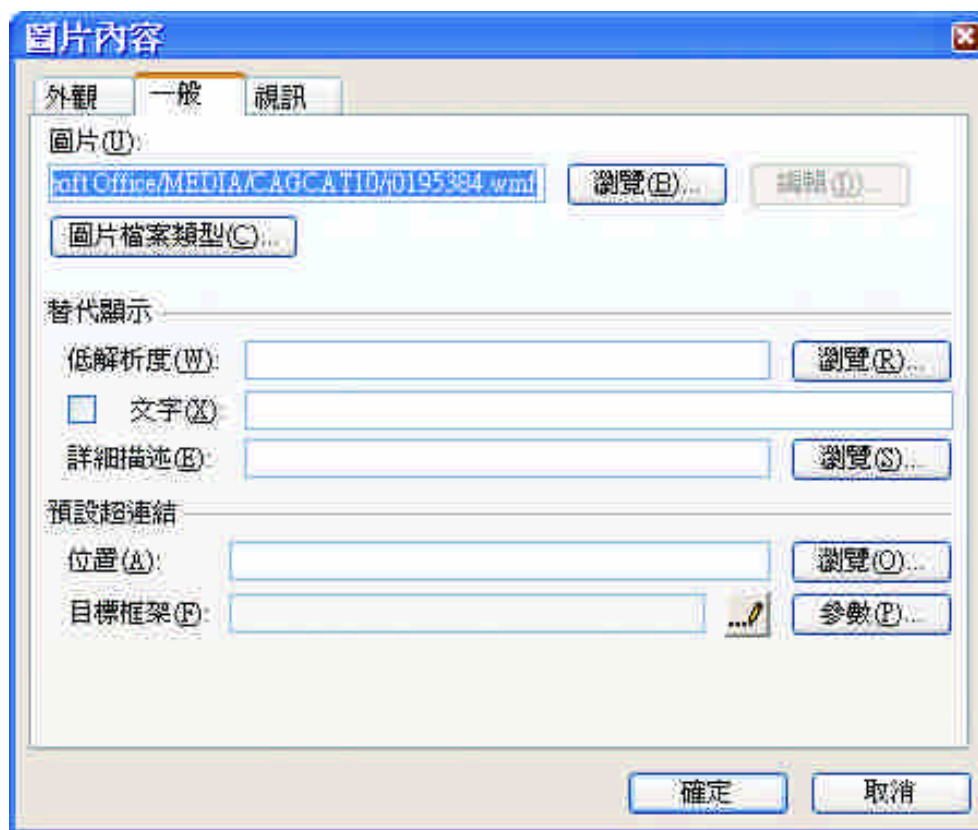 圖片內容
外觀 一般 視訊
圖片(U):
soft Office/MEDIA/CAGCAT10/j0195384.wmf 瀏覽(B)... 編輯(D)...
圖片檔案類型(C)...
替代顯示
低解析度(W): 瀏覽(R)...
文字(X):
詳細描述(E): 瀏覽(S)...
預設超連結
位置(A): 瀏覽(O)...
目標框架(F): 參數(P)...
確定 取消